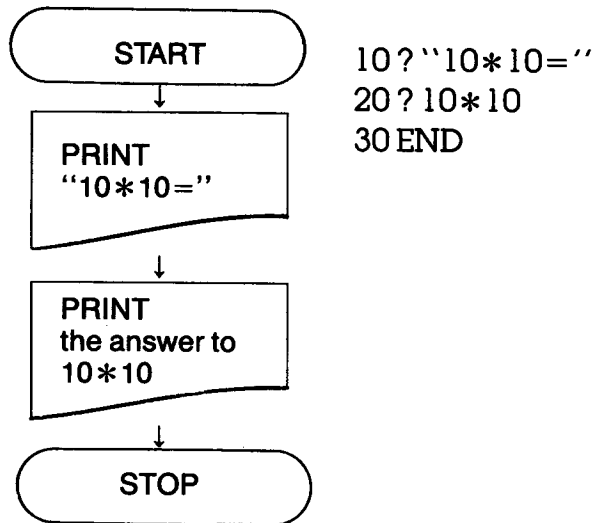 START
PRINT
“10*10=”
PRINT
the answer to
10*10
STOP
10 ? “10*10=”
20 ? 10*10
30 END